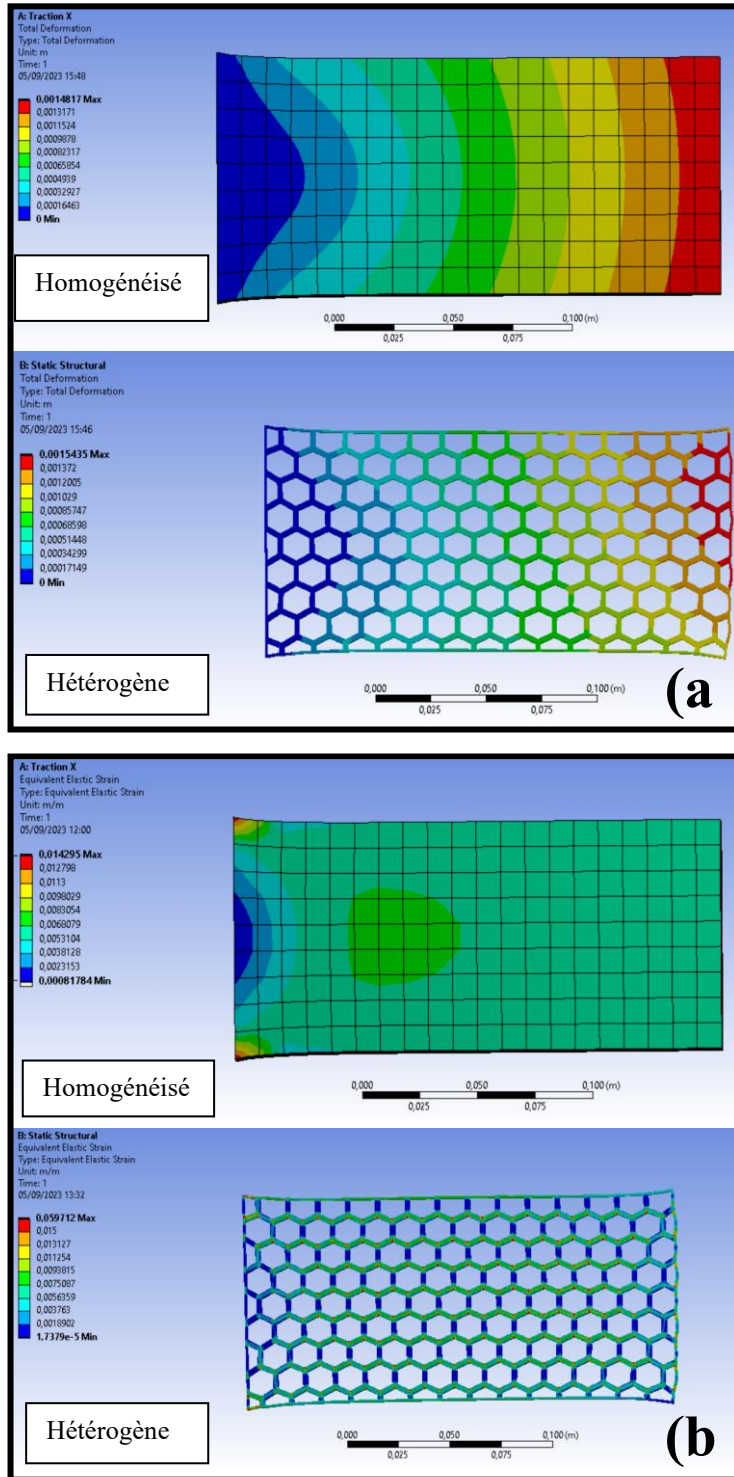 A: Traction X
Total Deformation
Type: Total Deformation
Unit: m
Time: 1
05/09/2023 15:48
0,0014817 Max
0,0013171
0,0011524
0,0009878
0,00082317
0,00065854
0,0004939
0,00032927
0,00016463
0 Min
Homogénéisé
0,000 0,050 0,100 (m)
0,025 0,075
B: Static Structural
Total Deformation
Type: Total Deformation
Unit: m
Time: 1
05/09/2023 15:46
0,0015435 Max
0,001372
0,0012005
0,001029
0,00085747
0,00068598
0,00051448
0,00034299
0,00017149
0 Min
Hétérogène
0,000 0,050 0,100 (m)
0,025 0,075
(a
A: Traction X
Equivalent Elastic Strain
Type: Equivalent Elastic Strain
Unit: m/m
Time: 1
05/09/2023 12:00
0,014295 Max
0,012798
0,0113
0,0098029
0,0083054
0,0068079
0,0053104
0,0038128
0,0023153
0,00081784 Min
Homogénéisé
0,000 0,050 0,100 (m)
0,025 0,075
B: Static Structural
Equivalent Elastic Strain
Type: Equivalent Elastic Strain
Unit: m/m
Time: 1
05/09/2023 13:32
0,059712 Max
0,015
0,013127
0,011254
0,0093815
0,0075087
0,0056359
0,003763
0,0018902
1,7379e-5 Min
Hétérogène
0,000 0,050 0,100 (m)
0,025 0,075
(b